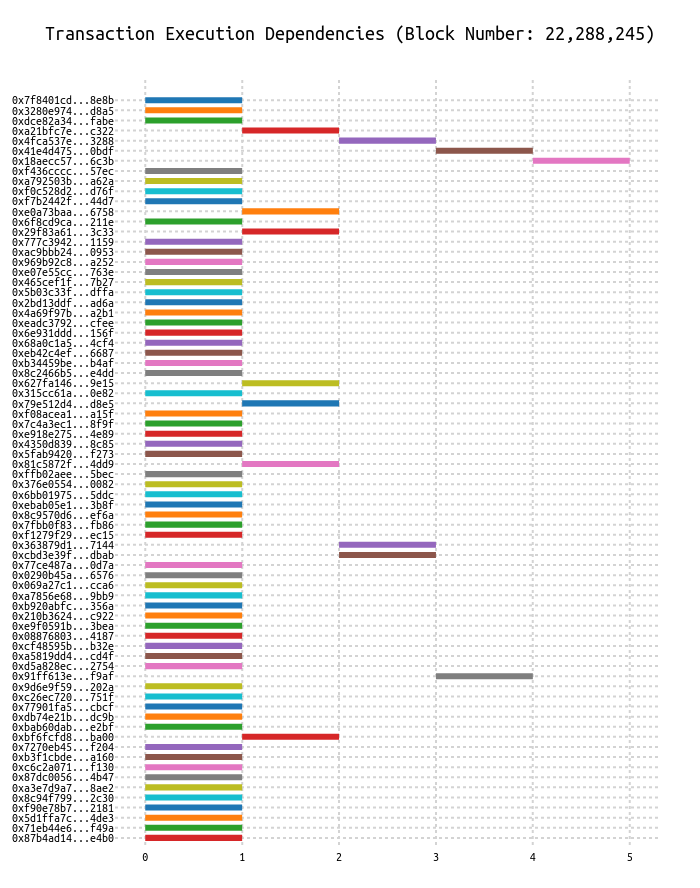 Transaction Execution Dependencies (Block Number: 22,288,245)
0x7f8401cd...8e8b
0x3280e974...d8a5
0xdce82a34...fabe
0xa21bfc7e...c322
0x4fca537e...3288
0x41e4d475...0bdf
0x18aecc57...6c3b
0xf436cccc...57ec
0xa792503b...a62a
0xf0c528d2...d76f
0xf7b2442f...44d7
0xe0a73baa...6758
0x6f8cd9ca...211e
0x29f83a61...3c33
0x777c3942...1159
0xac9bbb24...0953
0x969b92c8...a252
0xe07e55cc...763e
0x465cef1f...7b27
0x5b03c33f...dffa
0x2bd13ddf...ad6a
0x4a69f97b...a2b1
0xeadc3792...cfee
0x6e931ddd...156f
0x68a0c1a5...4cf4
0xeb42c4ef...6687
0xb34459be...b4af
0x8c2466b5...e4dd
0x627fa146...9e15
0x315cc61a...0e82
0x79e512d4...d8e5
0xf08acea1...a15f
0x7c4a3ec1...8f9f
0xe918e275...4e89
0x4350d839...8c85
0x5fab9420...f273
0x81c5872f...4dd9
0xffb02aee...5bec
0x376e0554...0082
0x6bb01975...5ddc
0xebab05e1...3b8f
0x8c9570d6...ef6a
0x7fbb0f83...fb86
0xf1279f29...ec15
0x363879d1...7144
0xcbd3e39f...dbab
0x77ce487a...0d7a
0x0290b45a...6576
0x069a27c1...cca6
0xa7856e68...9bb9
0xb920abfc...356a
0x210b3624...c922
0xe9f0591b...3bea
0x08876803...4187
0xcf48595b...b32e
0xa5819dd4...cd4f
0xd5a828ec...2754
0x91ff613e...f9af
0x9d6e9f59...202a
0xc26ec720...751f
0x77901fa5...cbcf
0xdb74e21b...dc9b
0xbab60dab...e2bf
0xbf6fcfd8...ba00
0x7270eb45...f204
0xb3f1cbde...a160
0xc6c2a071...f130
0x87dc0056...4b47
0xa3e7d9a7...8ae2
0x8c94f799...2c30
0xf90e78b7...2181
0x5d1ffa7c...4de3
0x71eb44e6...f49a
0x87b4ad14...e4b0
0 1 2 3 4 5